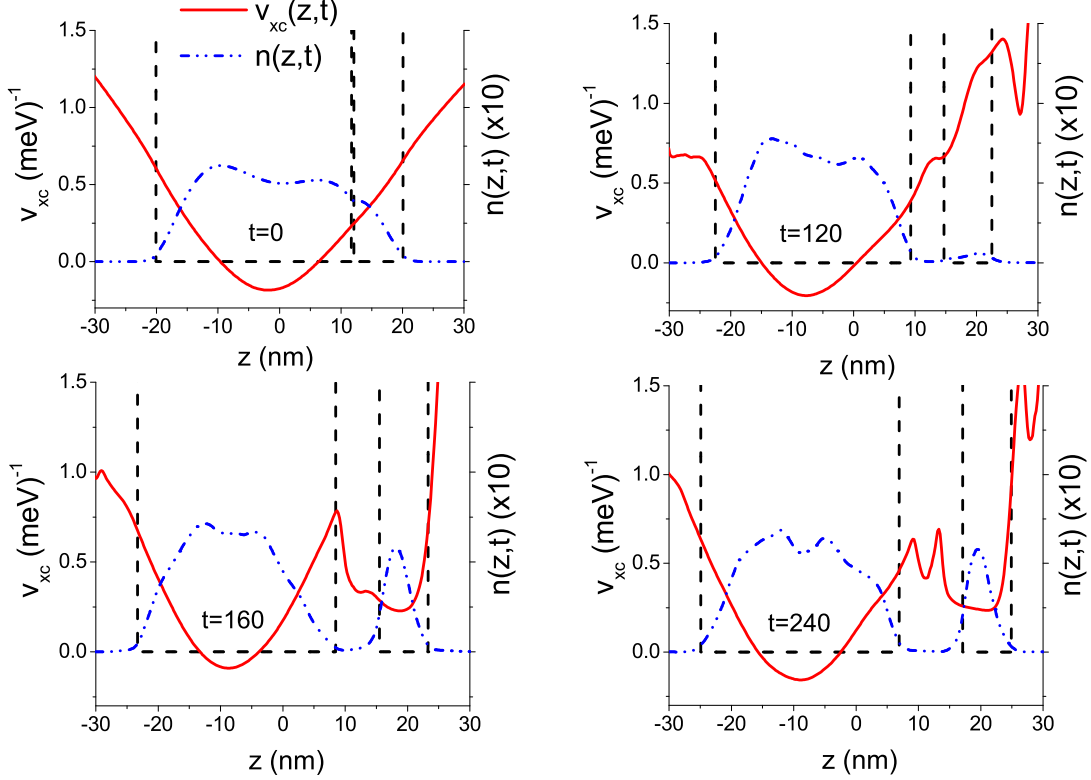 v_xc(z,t)
n(z,t)
1.5
1.0
0.5
0.0
v_xc (meV)^-1
n(z,t) (x10)
t=0
-30 -20 -10 0 10 20 30
z (nm)
1.5
1.0
0.5
0.0
v_xc (meV)^-1
n(z,t) (x10)
t=120
-30 -20 -10 0 10 20 30
z (nm)
1.5
1.0
0.5
0.0
v_xc (meV)^-1
n(z,t) (x10)
t=160
-30 -20 -10 0 10 20 30
z (nm)
1.5
1.0
0.5
0.0
v_xc (meV)^-1
n(z,t) (x10)
t=240
-30 -20 -10 0 10 20 30
z (nm)